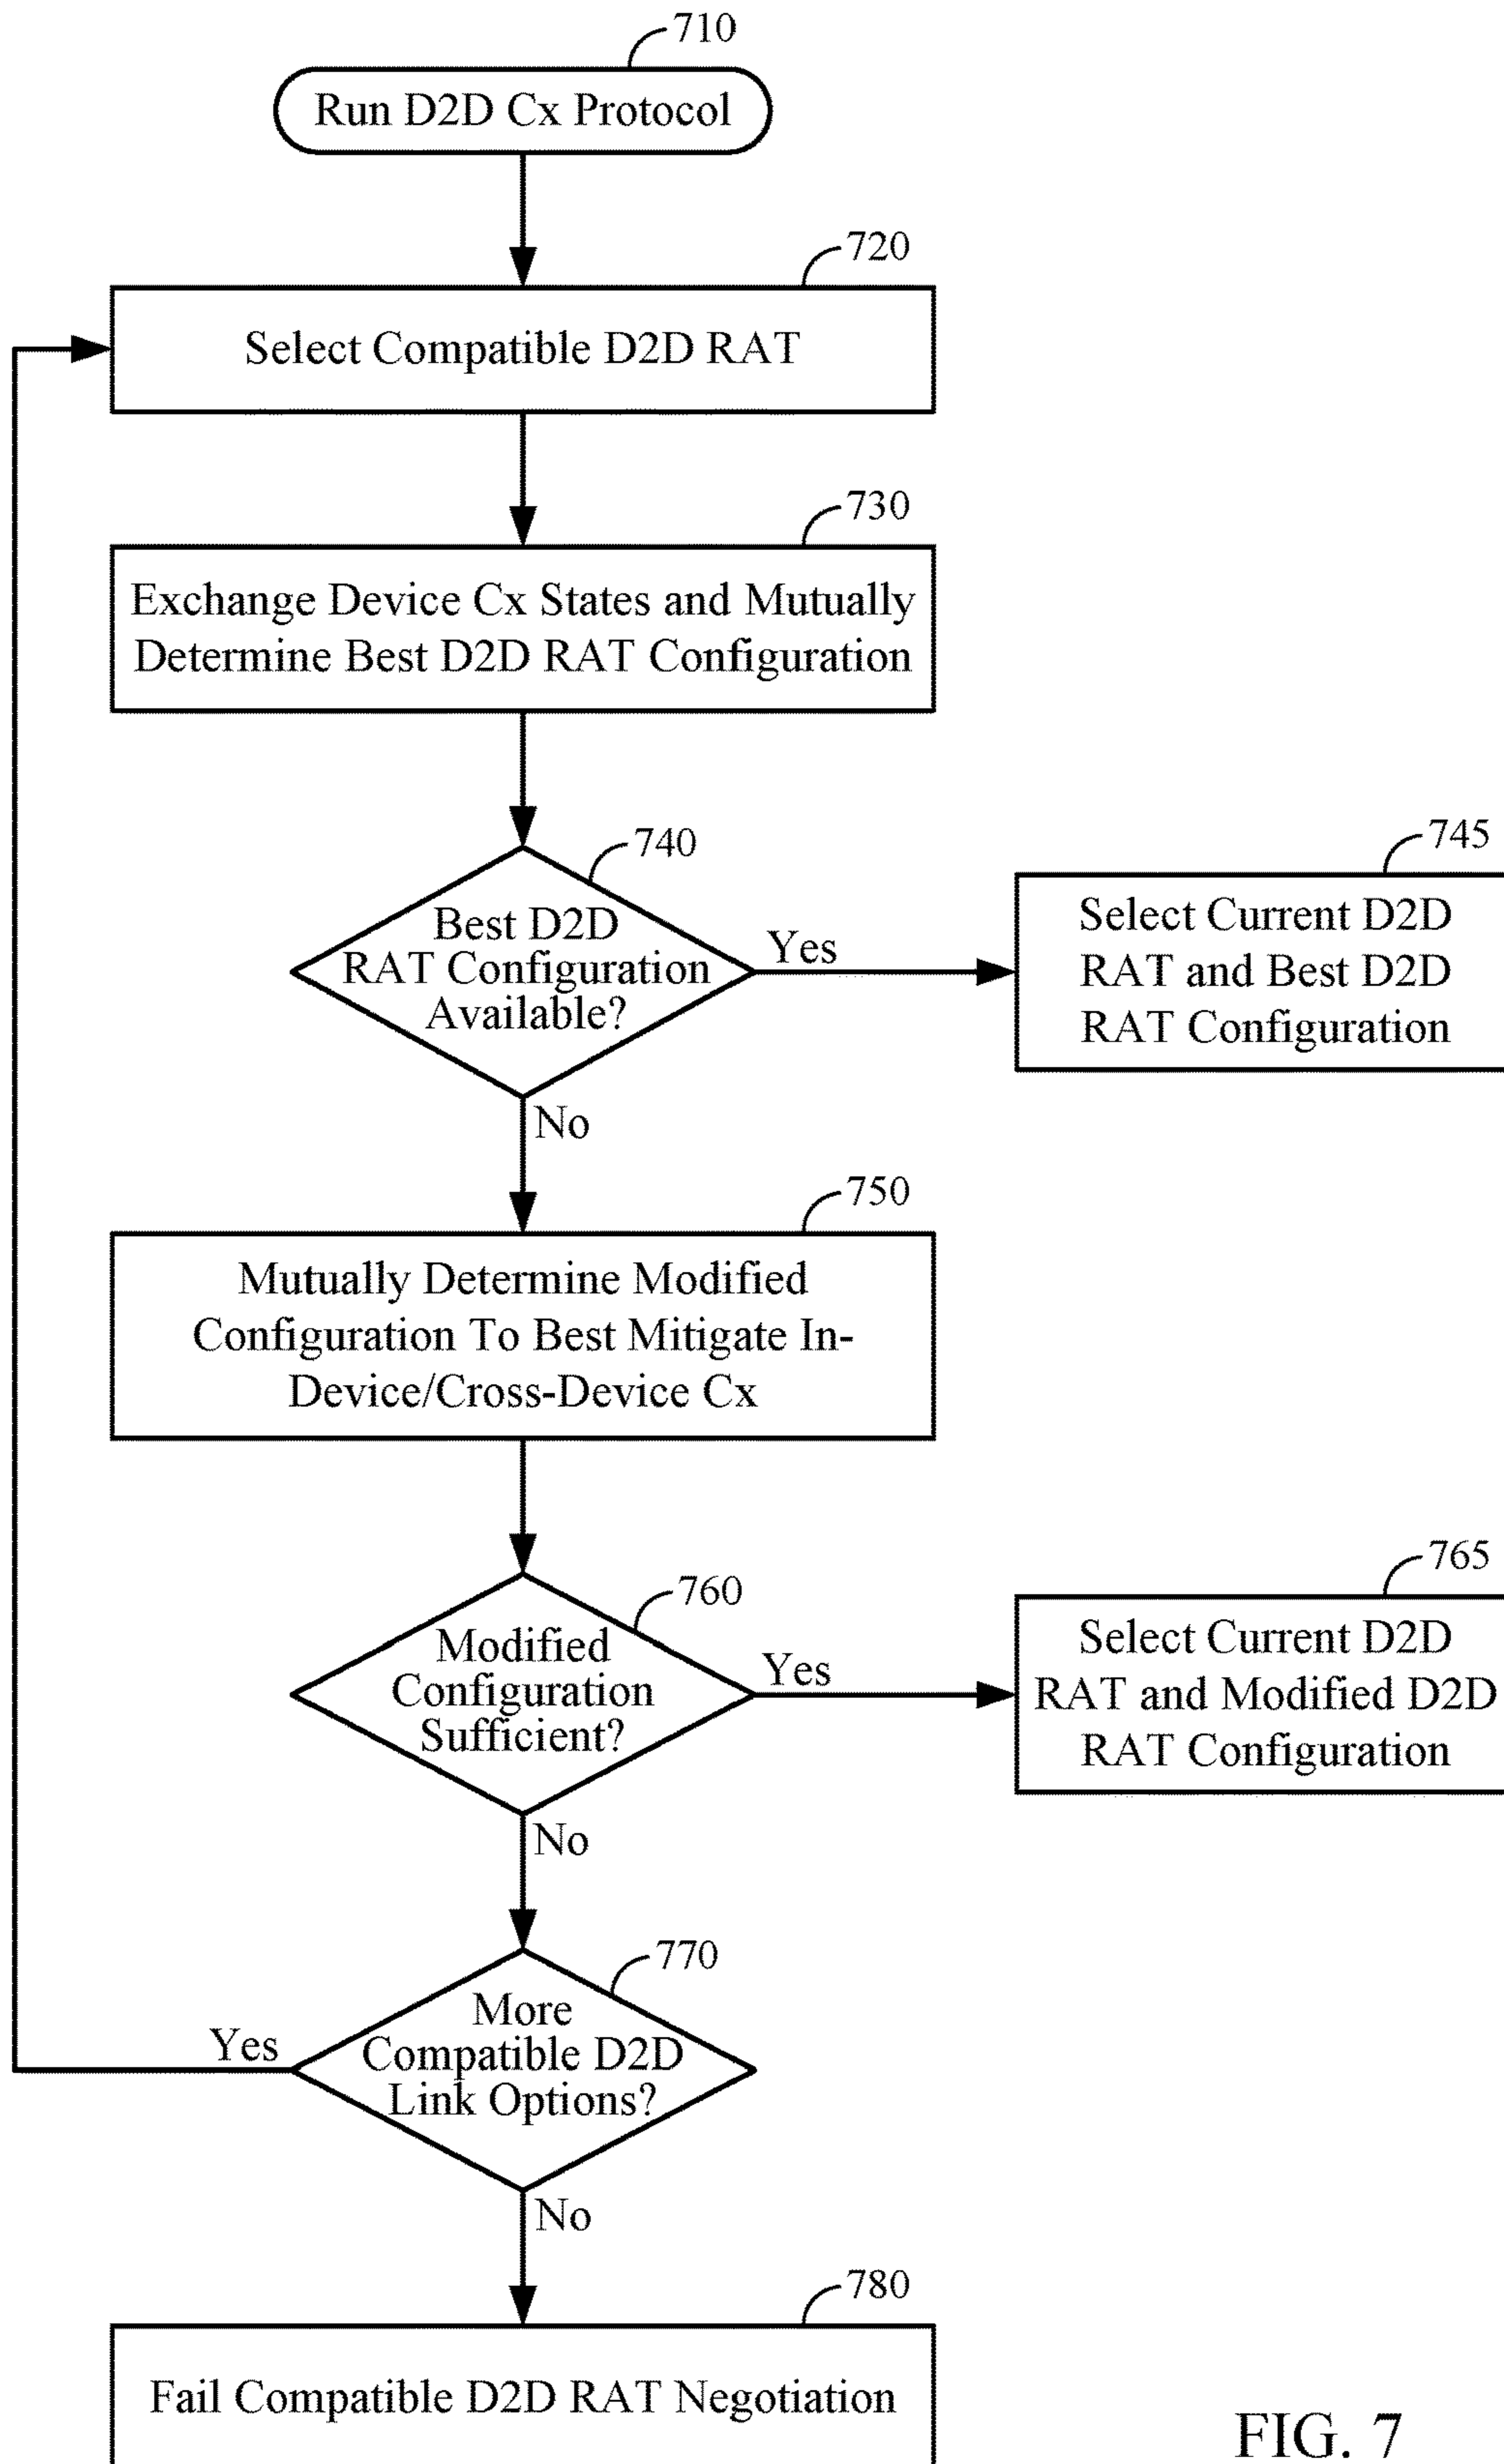 710
Run D2D Cx Protocol
720
Select Compatible D2D RAT
730
Exchange Device Cx States and Mutually
Determine Best D2D RAT Configuration
740
Best D2D
RAT Configuration
Available?
Yes
745
Select Current D2D
RAT and Best D2D
RAT Configuration
No
750
Mutually Determine Modified
Configuration To Best Mitigate In-
Device/Cross-Device Cx
760
Modified
Configuration
Sufficient?
Yes
765
Select Current D2D
RAT and Modified D2D
RAT Configuration
No
770
More
Compatible D2D
Link Options?
Yes
No
780
Fail Compatible D2D RAT Negotiation
FIG. 7